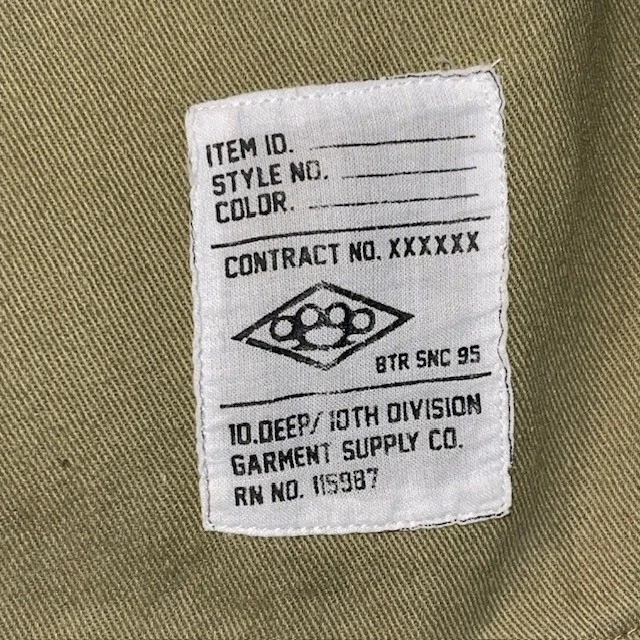 ITEM ID.
STYLE NO.
COLOR.
CONTRACT NO. XXXXXX
BTR SNC 95
10.DEEP/10TH DIVISION
GARMENT SUPPLY CO.
RN NO. 115987